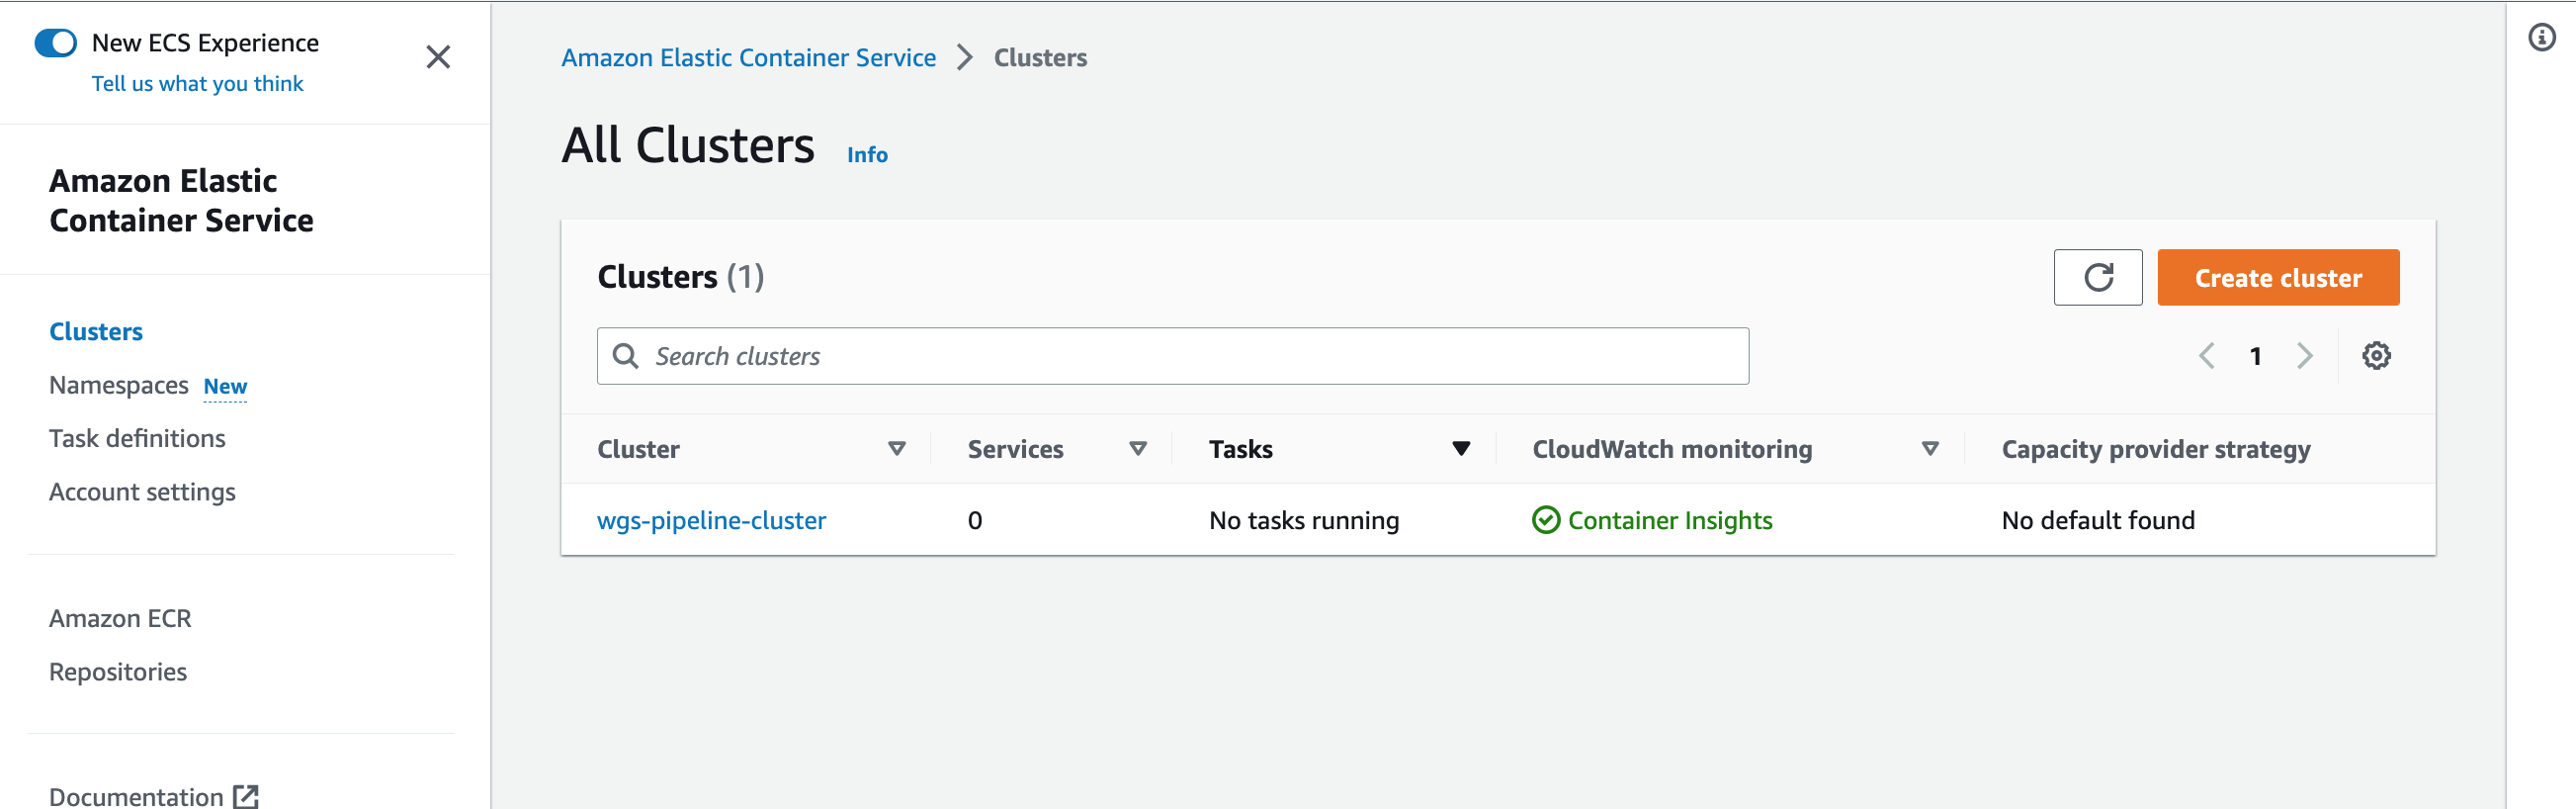 New ECS Experience
Tell us what you think
Amazon Elastic
Container Service
Clusters
Namespaces New
Task definitions
Account settings
Amazon ECR
Repositories
Documentation
Amazon Elastic Container Service > Clusters
All Clusters Info
Clusters (1)
Create cluster
Search clusters
1
Cluster Services Tasks CloudWatch monitoring Capacity provider strategy
wgs-pipeline-cluster 0 No tasks running Container Insights No default found